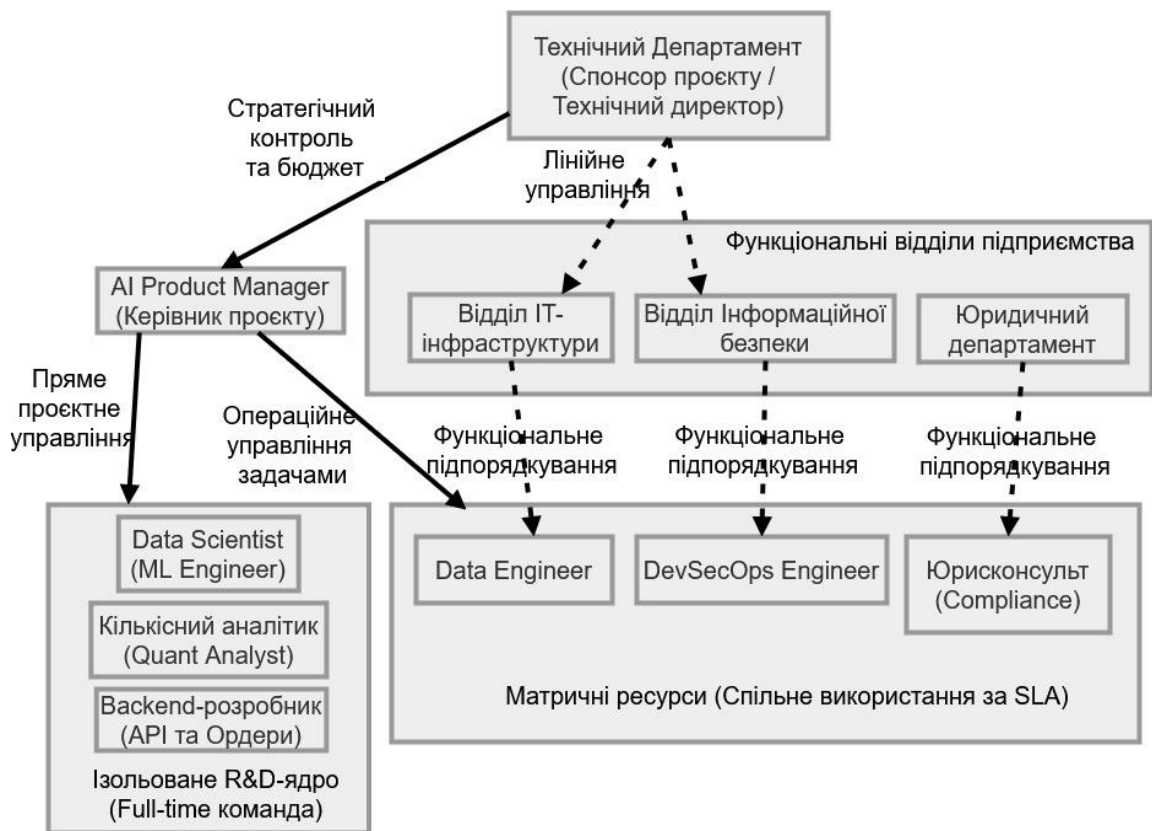 Технічний Департамент
(Спонсор проєкту /
Технічний директор)
Стратегічний
контроль
та бюджет
Лінійне
управління
Функціональні відділи підприємства
AI Product Manager
(Керівник проєкту)
Відділ ІТ-
інфраструктури
Відділ Інформаційної
безпеки
Юридичний
департамент
Пряме
проєктне
управління
Операційне
управління
задачами
Функціональне
підпорядкування
Функціональне
підпорядкування
Функціональне
підпорядкування
Data Scientist
(ML Engineer)
Кількісний аналітик
(Quant Analyst)
Backend-розробник
(API та Ордери)
Ізольоване R&D-ядро
(Full-time команда)
Data Engineer
DevSecOps Engineer
Юрисконсульт
(Compliance)
Матричні ресурси (Спільне використання за SLA)